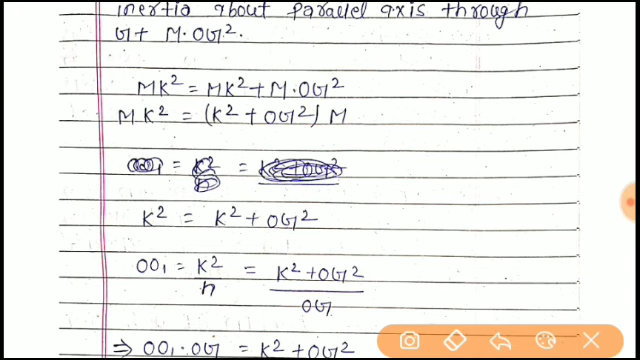 inertia about parallel axis through
G + M·OG².
MK² = MK² + M·OG²
MK² = (K² + OG²) M
K² = K² + OG²
OO₁ = K²/h = K² + OG²/OG
⇒ OO₁·OG = K² + OG²